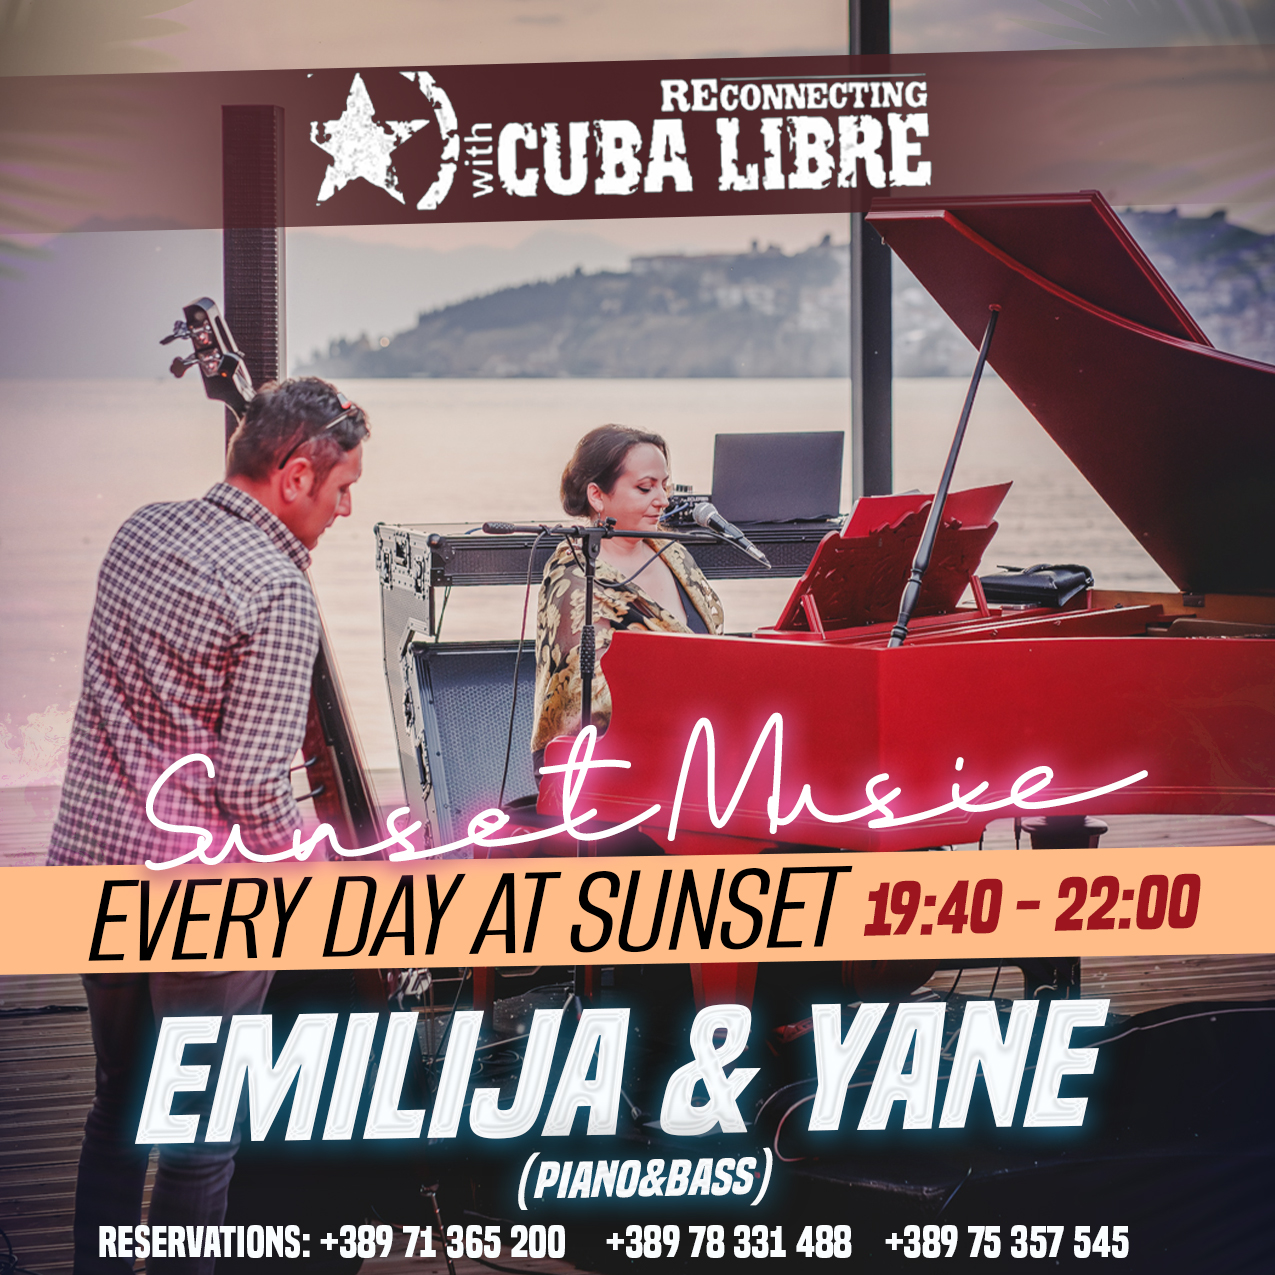 REconnecting
with CUBA LIBRE
Sunset Music
EVERY DAY AT SUNSET 19:40 - 22:00
EMILIJA & YANE
(PIANO&BASS)
RESERVATIONS: +389 71 365 200 +389 78 331 488 +389 75 357 545